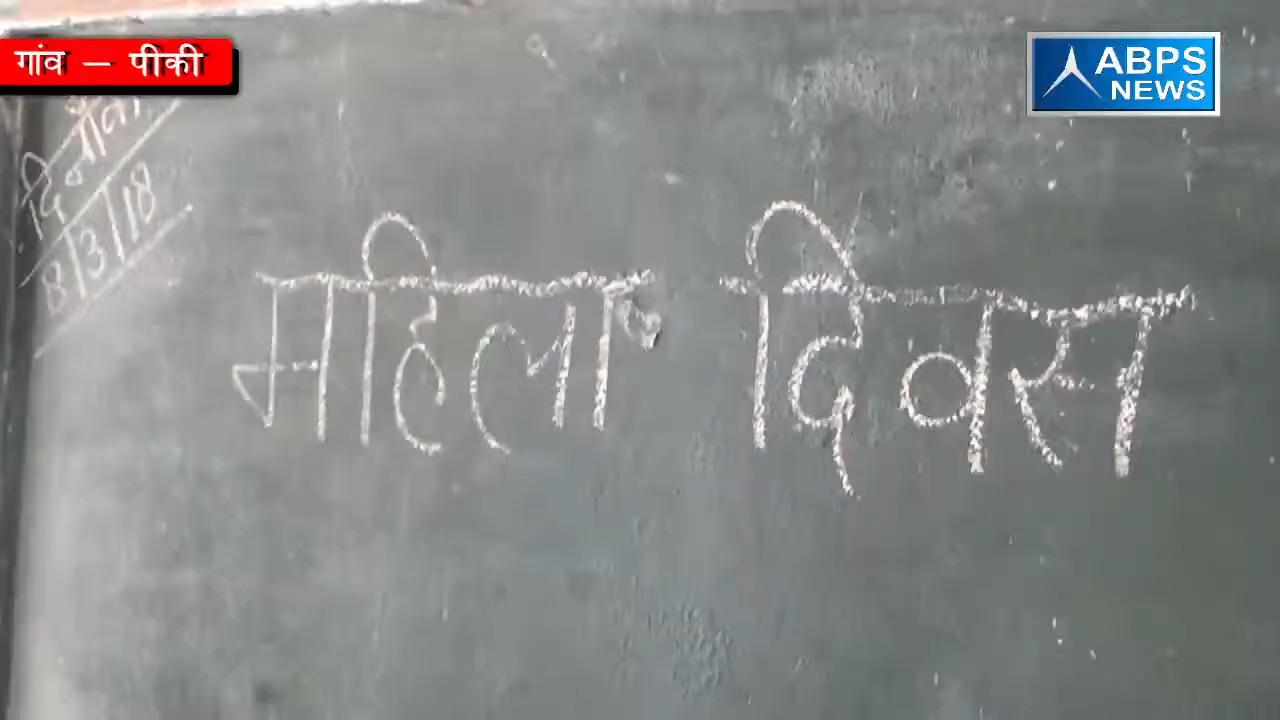 गांव — पीकी
ABPS
NEWS
दिनाँक
8/3/18
महिला दिवस